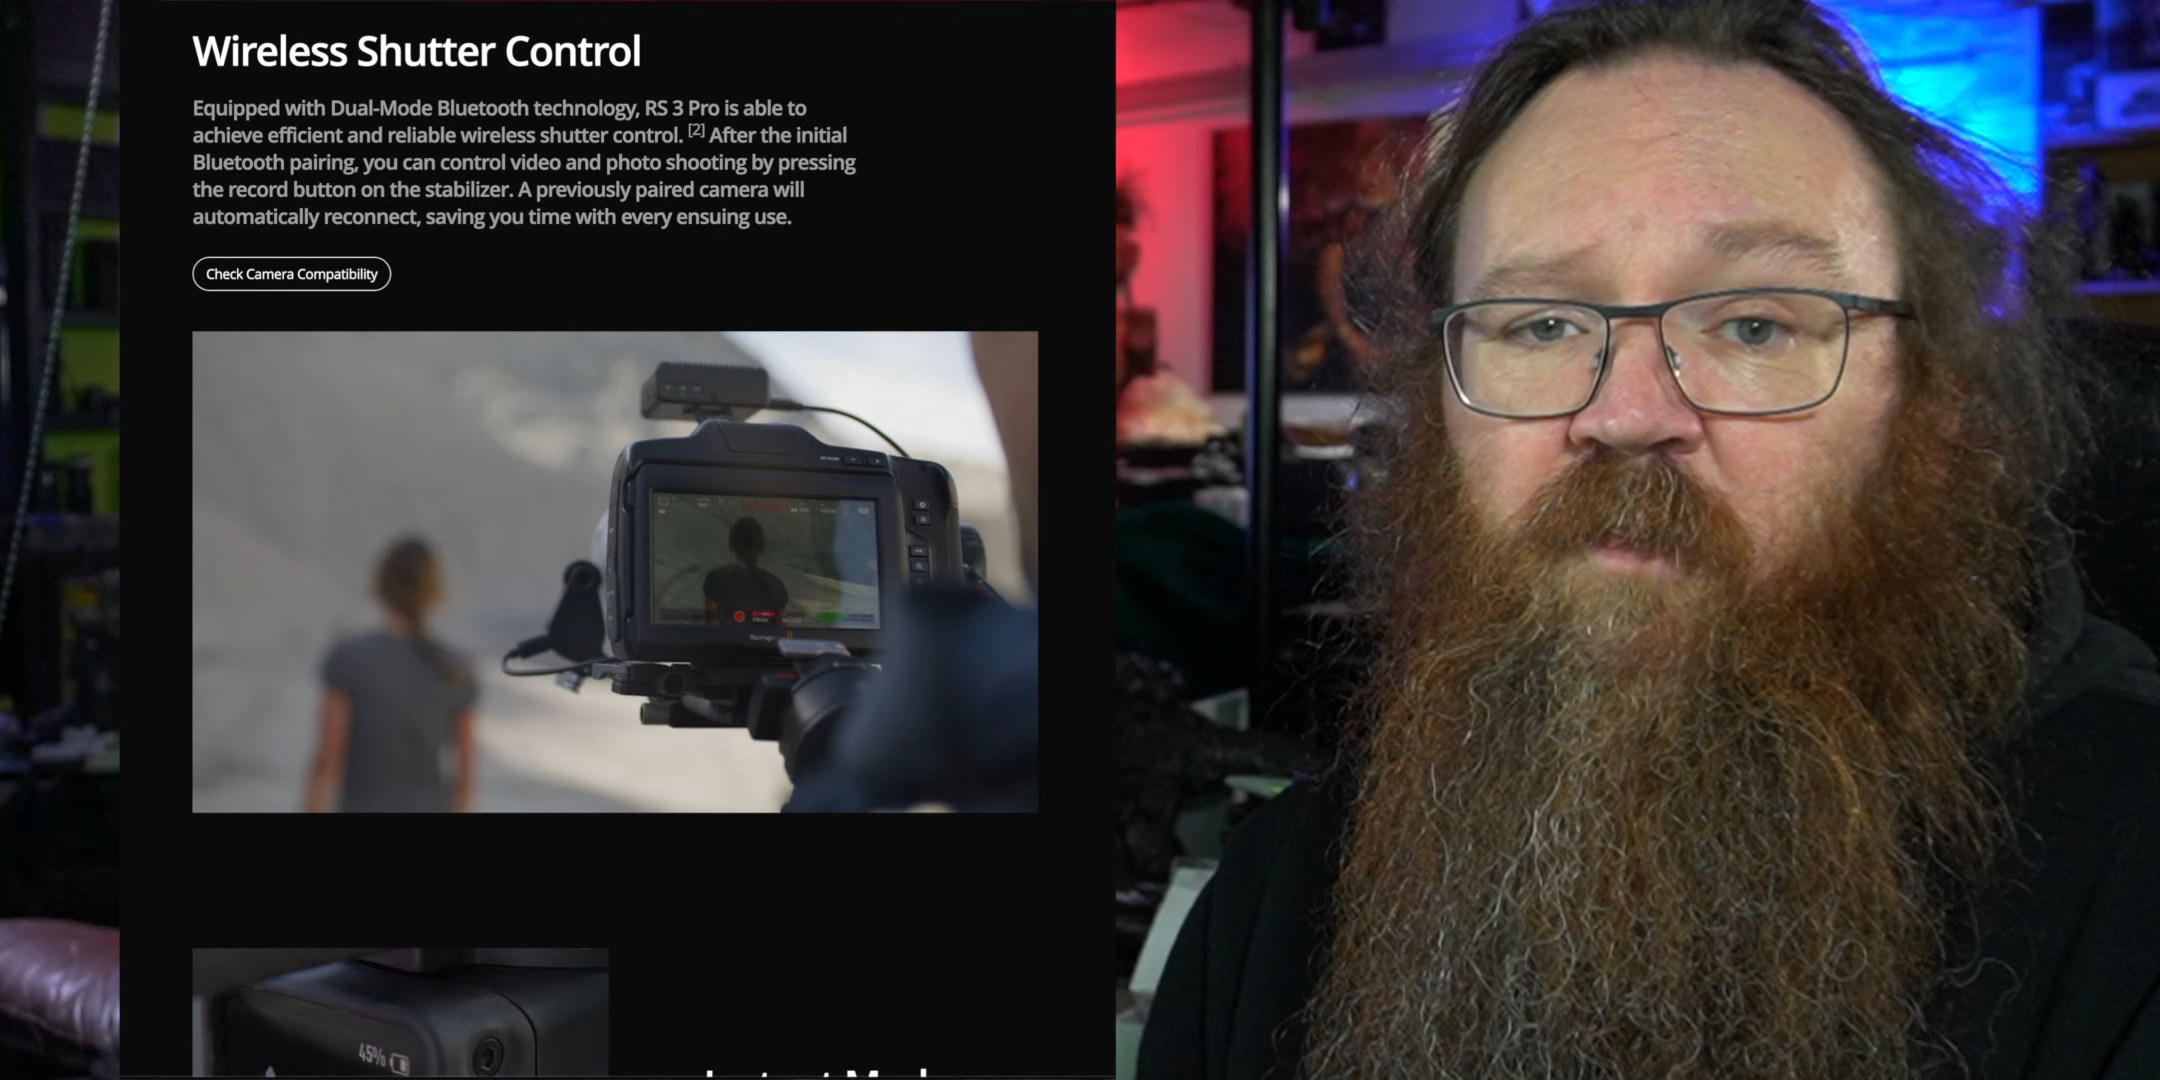 Wireless Shutter Control
Equipped with Dual-Mode Bluetooth technology, RS 3 Pro is able to
achieve efficient and reliable wireless shutter control. [2] After the initial
Bluetooth pairing, you can control video and photo shooting by pressing
the record button on the stabilizer. A previously paired camera will
automatically reconnect, saving you time with every ensuing use.
Check Camera Compatibility
45%